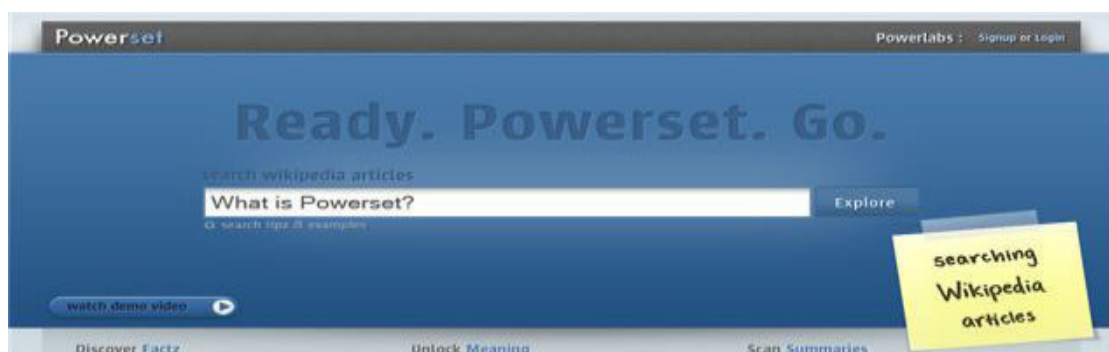 Powerset
Powerlabs : Signup or Login
Ready. Powerset. Go.
search wikipedia articles
What is Powerset?
Explore
search tips & examples
searching
Wikipedia
articles
watch demo video
Discover Factz
Unlock Meaning
Scan Summaries